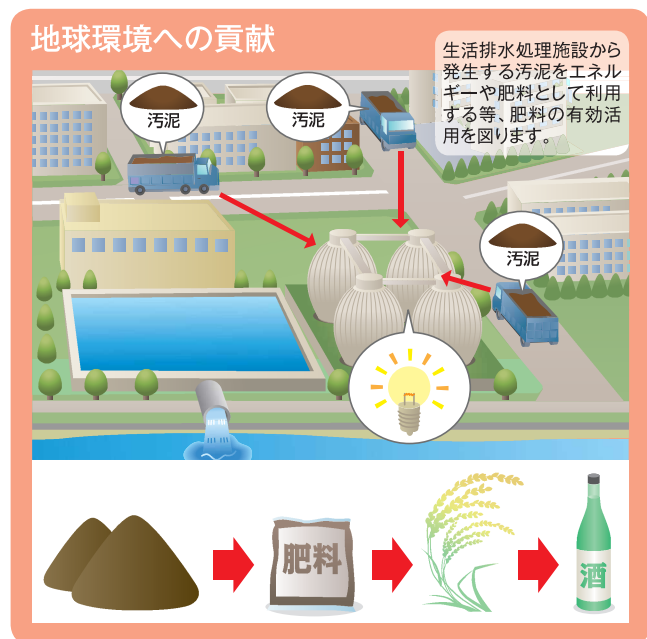 地球環境への貢献
生活排水処理施設から
発生する汚泥をエネル
ギーや肥料として利用
する等、肥料の有効活
用を図ります。
汚泥
汚泥
汚泥
肥料
酒